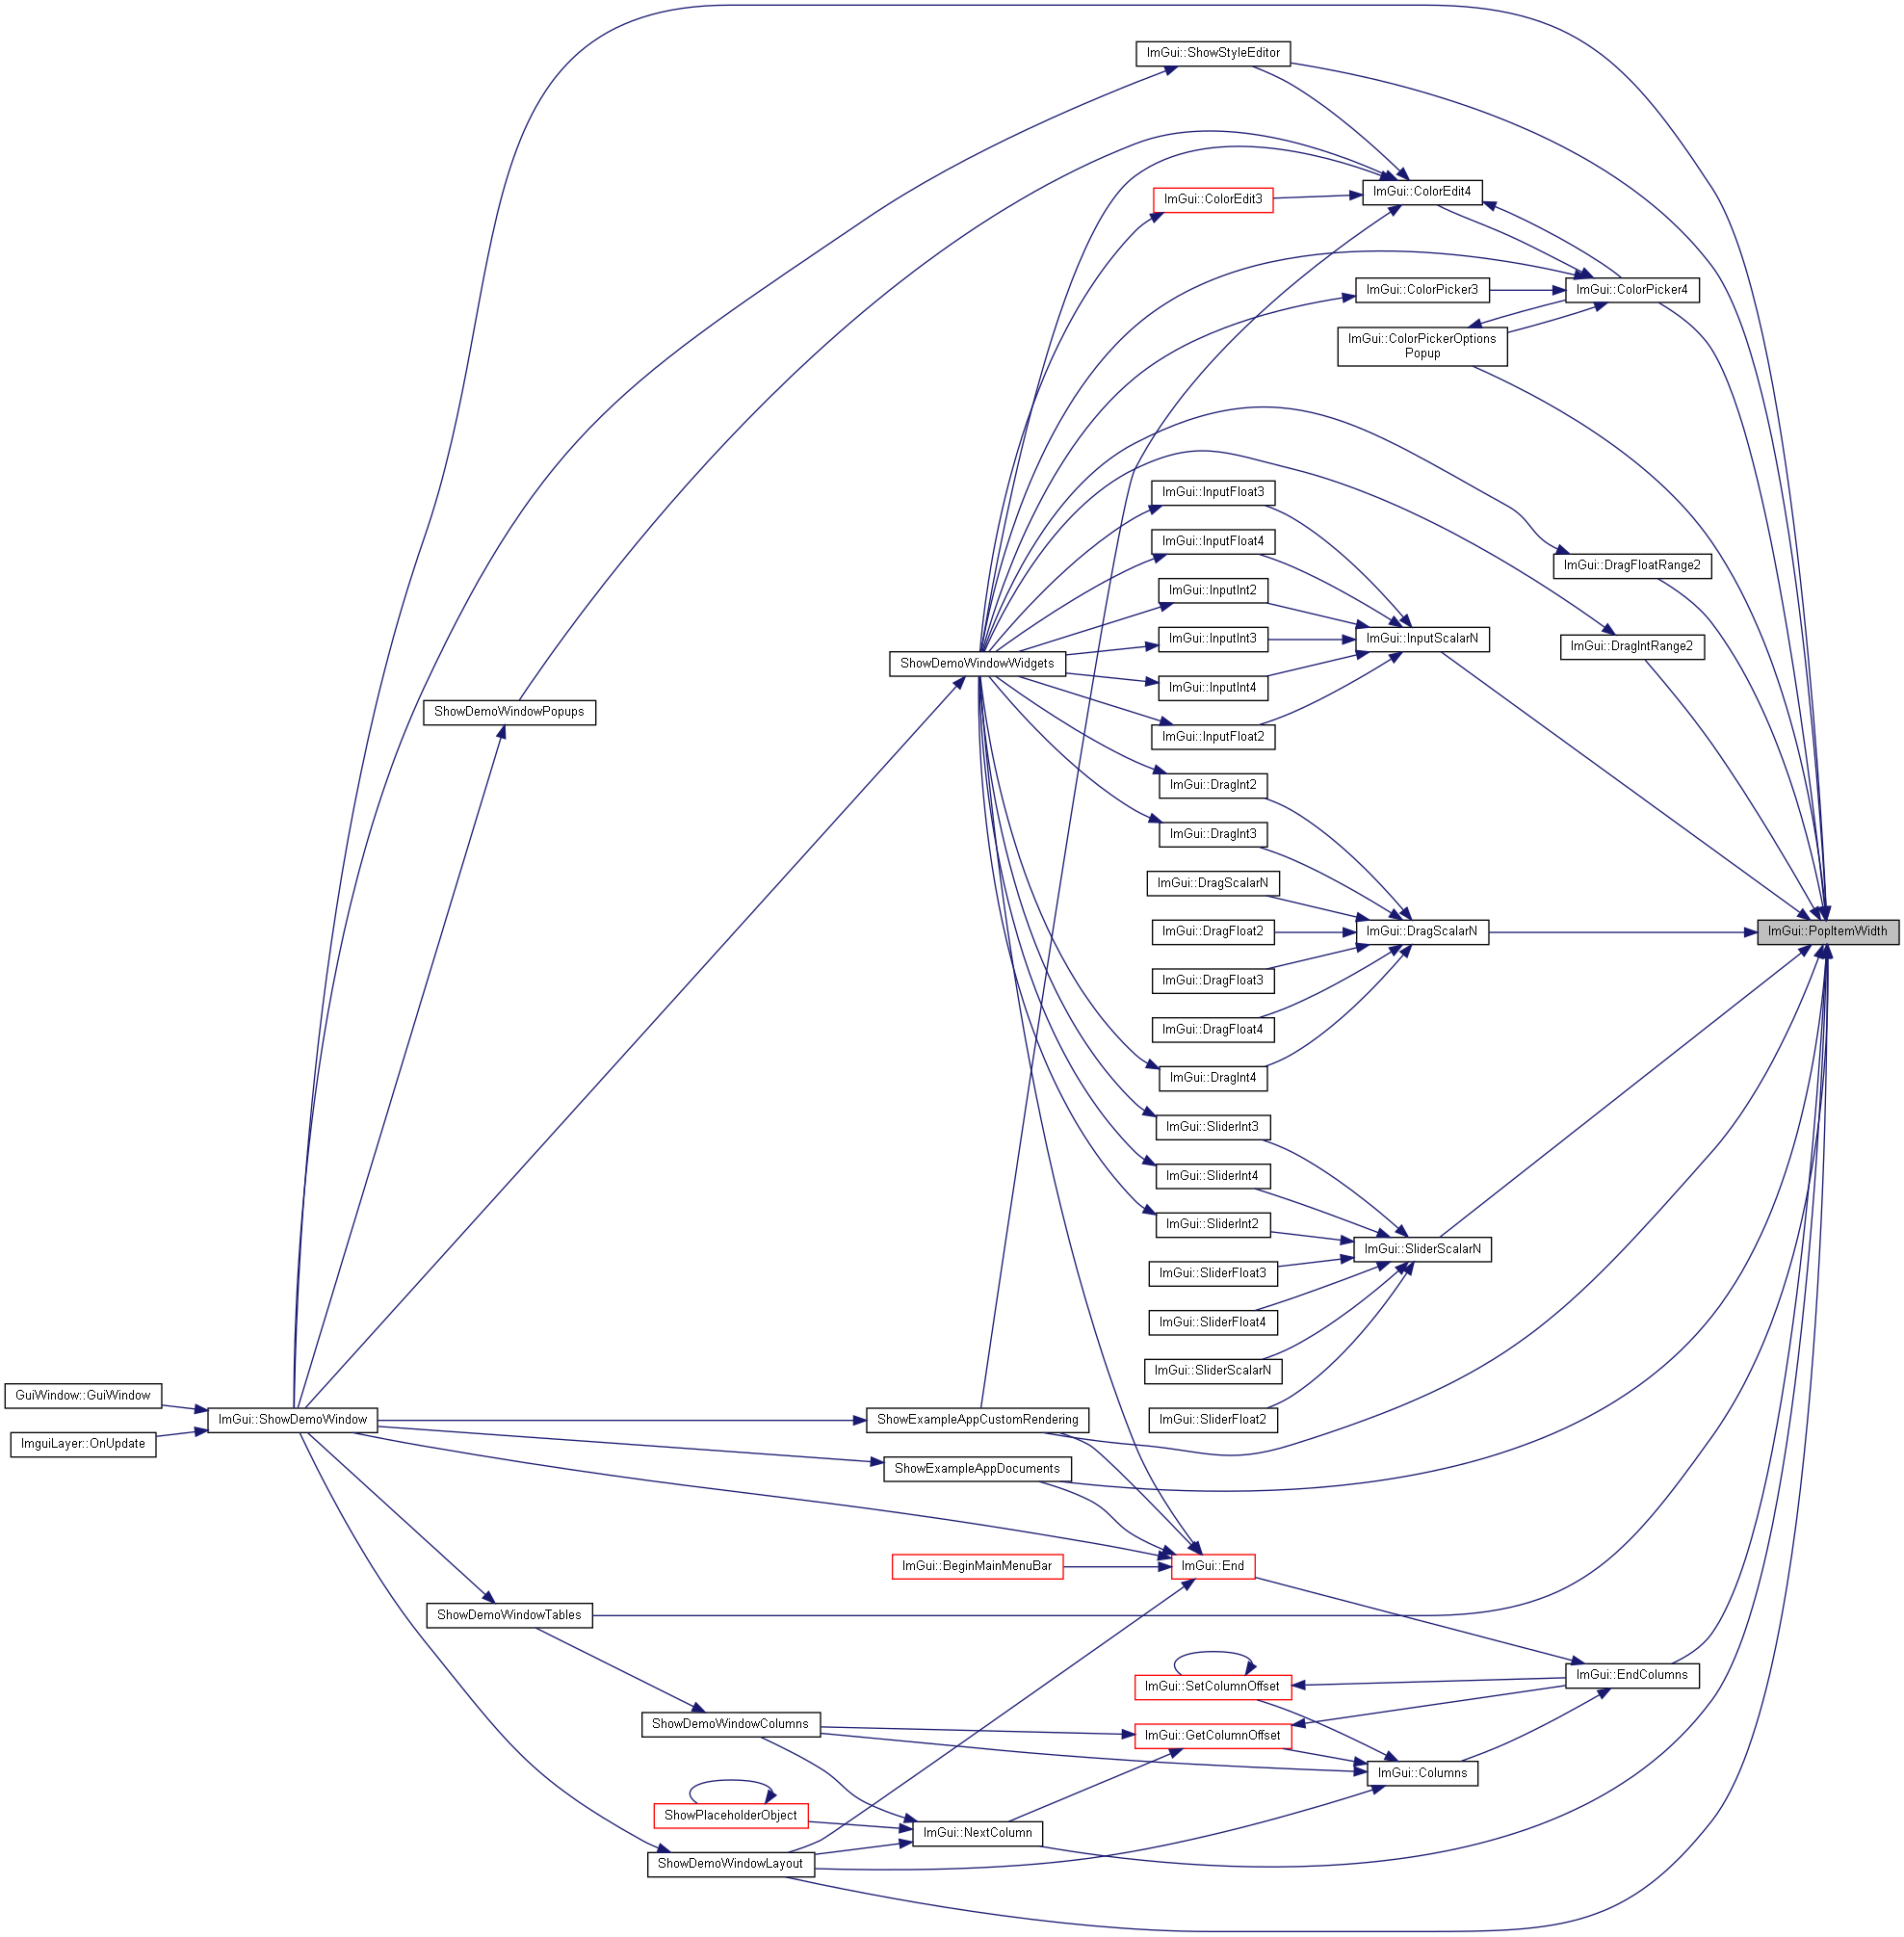 ImGui::ShowStyleEditor
ImGui::ColorEdit4
ImGui::ColorEdit3
ImGui::ColorPicker3
ImGui::ColorPicker4
ImGui::ColorPickerOptions
Popup
ImGui::InputFloat3
ImGui::InputFloat4
ImGui::DragFloatRange2
ImGui::InputInt2
ImGui::InputInt3
ImGui::InputScalarN
ImGui::DragIntRange2
ShowDemoWindowWidgets
ImGui::InputInt4
ShowDemoWindowPopups
ImGui::InputFloat2
ImGui::DragInt2
ImGui::DragInt3
ImGui::DragScalarN
ImGui::DragFloat2
ImGui::DragScalarN
ImGui::PopItemWidth
ImGui::DragFloat3
ImGui::DragFloat4
ImGui::DragInt4
ImGui::SliderInt3
ImGui::SliderInt4
ImGui::SliderInt2
ImGui::SliderScalarN
ImGui::SliderFloat3
ImGui::SliderFloat4
ImGui::SliderScalarN
GuiWindow::GuiWindow
ImGui::ShowDemoWindow
ShowExampleAppCustomRendering
ImGui::SliderFloat2
ImguiLayer::OnUpdate
ShowExampleAppDocuments
ImGui::BeginMainMenuBar
ImGui::End
ShowDemoWindowTables
ImGui::SetColumnOffset
ImGui::EndColumns
ShowDemoWindowColumns
ImGui::GetColumnOffset
ImGui::Columns
ShowPlaceholderObject
ImGui::NextColumn
ShowDemoWindowLayout